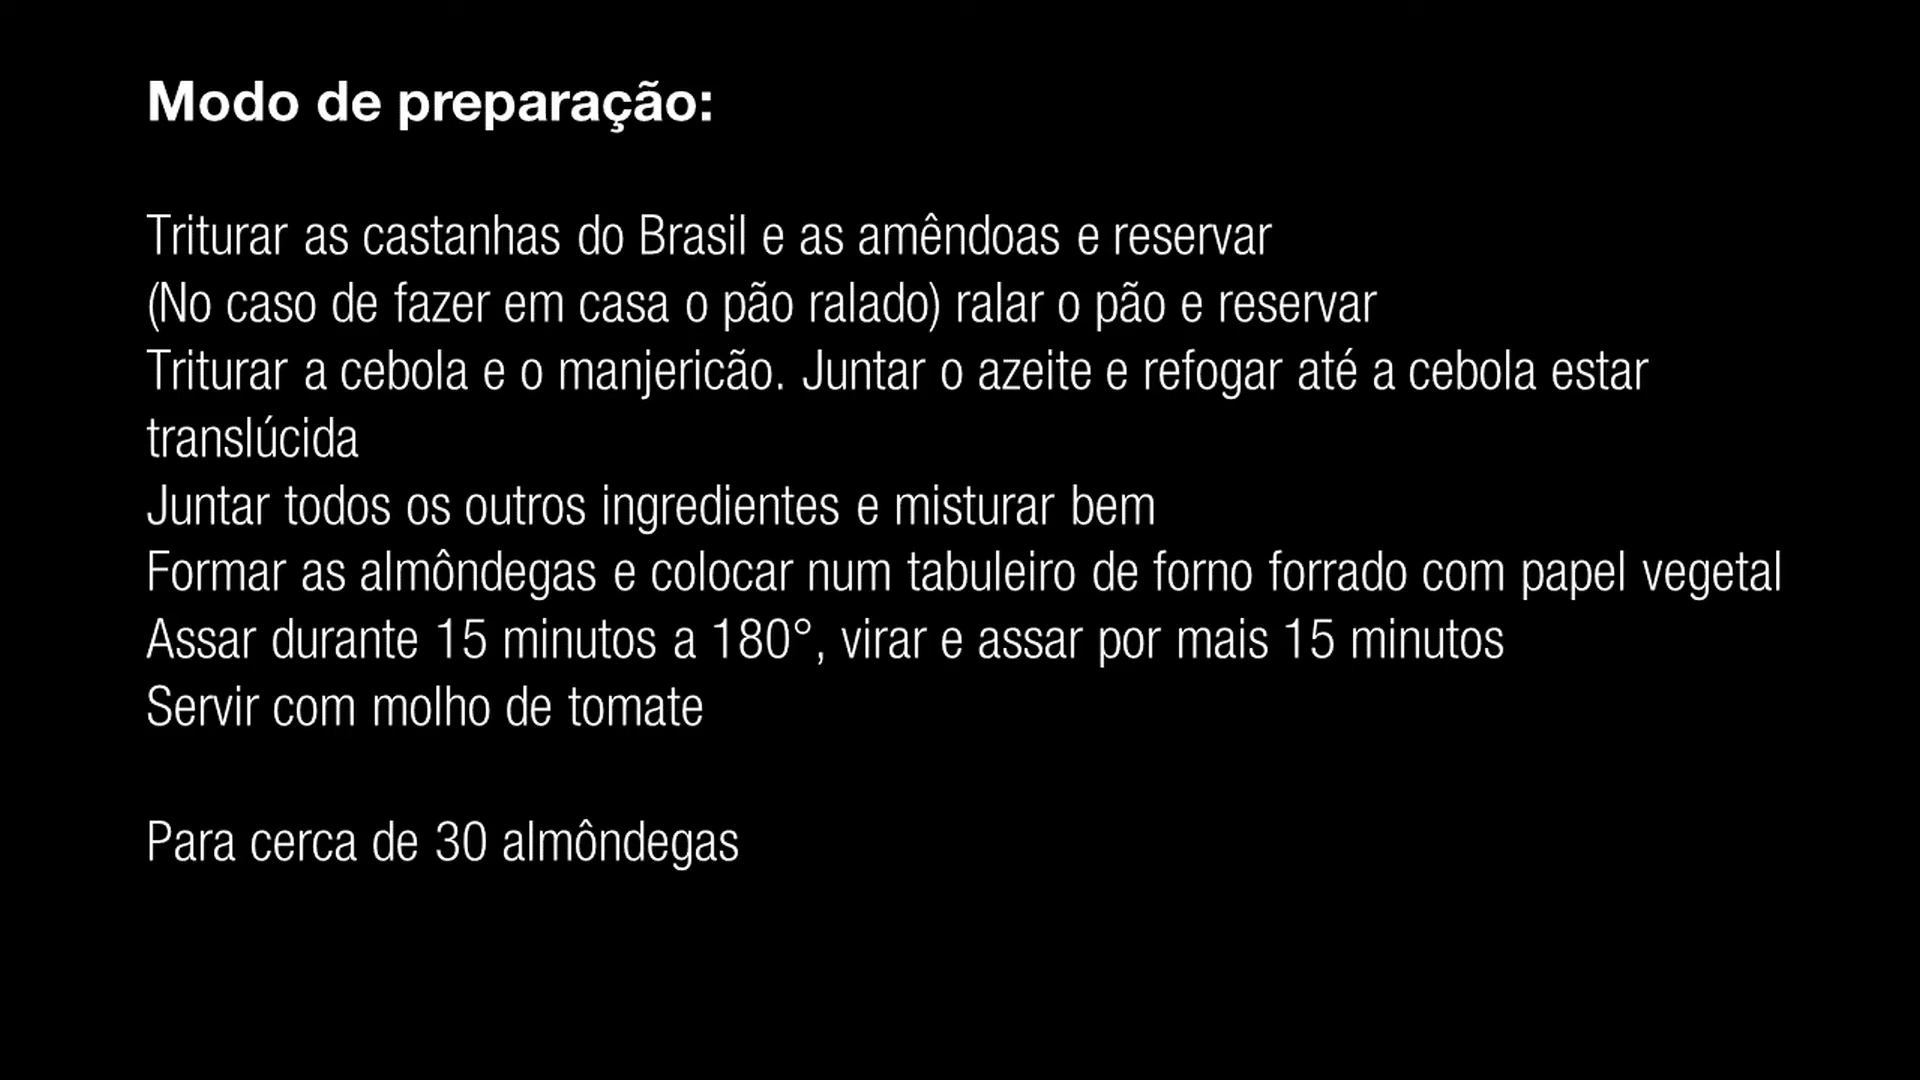 Modo de preparação:
Triturar as castanhas do Brasil e as amêndoas e reservar
(No caso de fazer em casa o pão ralado) ralar o pão e reservar
Triturar a cebola e o manjericão. Juntar o azeite e refogar até a cebola estar
translúcida
Juntar todos os outros ingredientes e misturar bem
Formar as almôndegas e colocar num tabuleiro de forno forrado com papel vegetal
Assar durante 15 minutos a 180°, virar e assar por mais 15 minutos
Servir com molho de tomate
Para cerca de 30 almôndegas